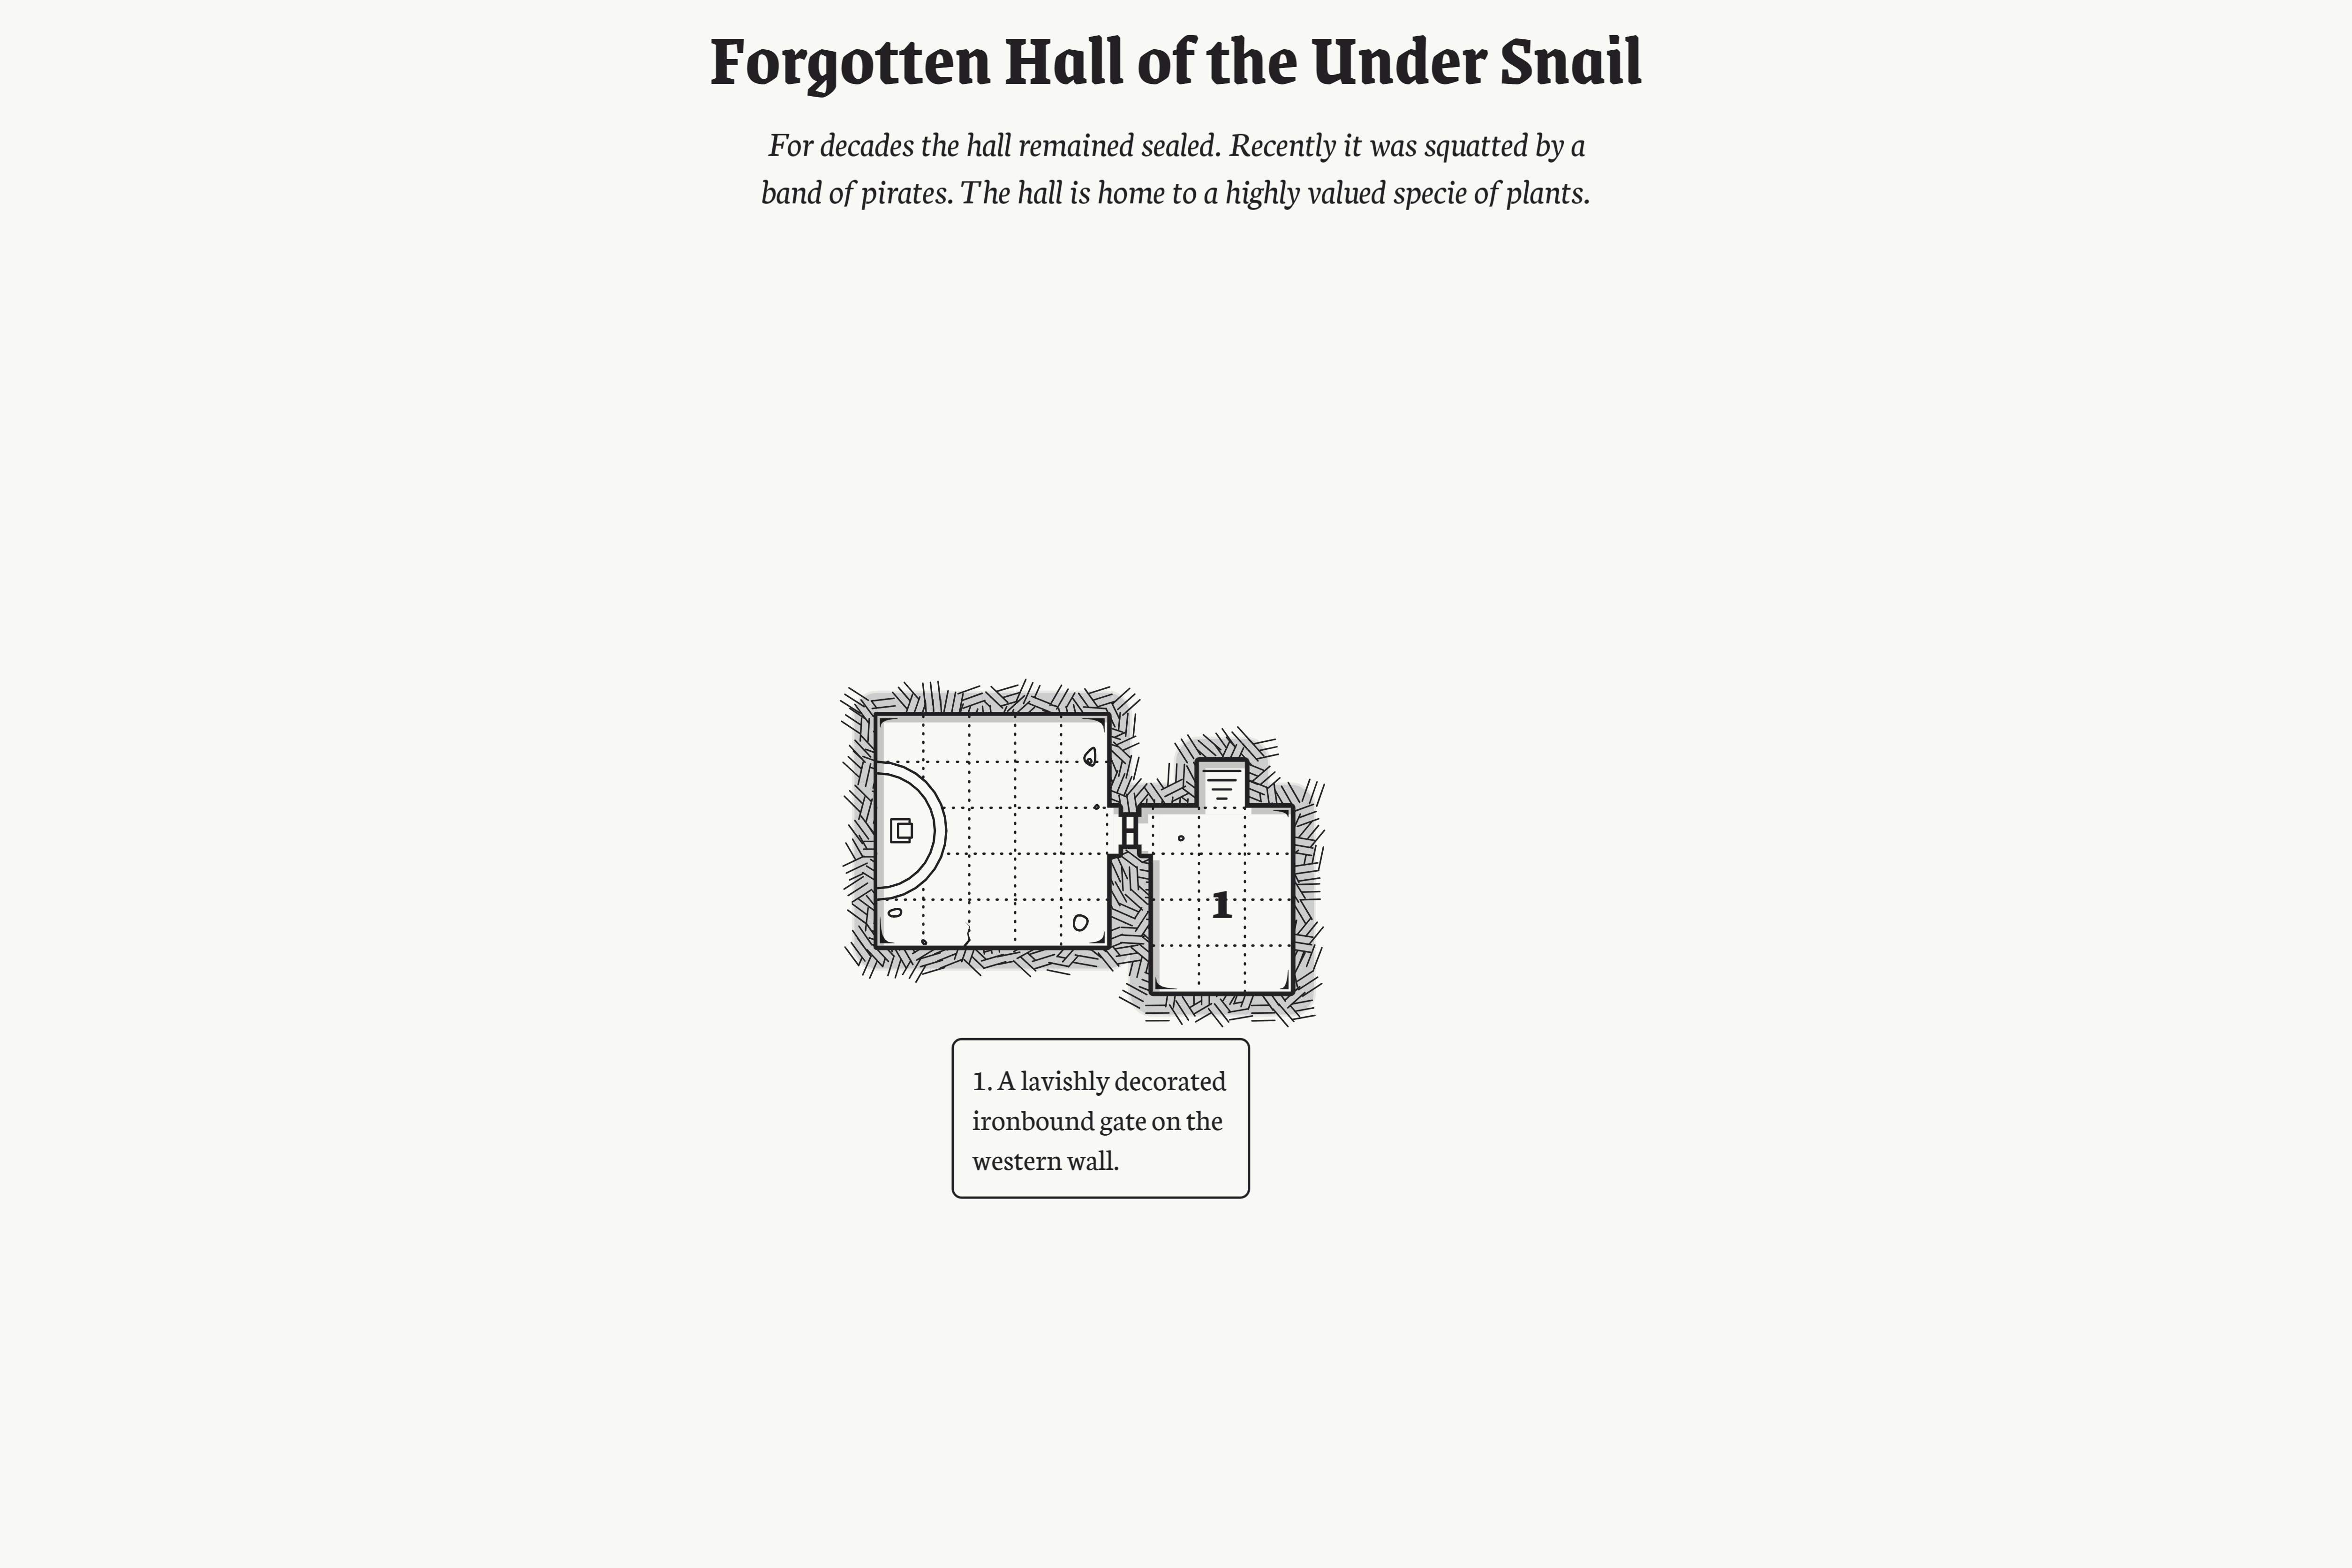 Forgotten Hall of the Under Snail
For decades the hall remained sealed. Recently it was squatted by a
band of pirates. The hall is home to a highly valued specie of plants.
1
1. A lavishly decorated
ironbound gate on the
western wall.